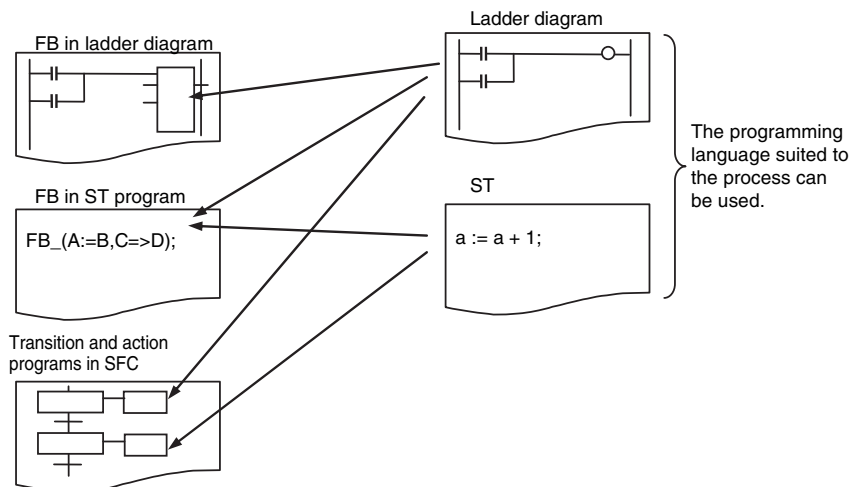 Ladder diagram
FB in ladder diagram
The programming
language suited to
the process can
be used.
FB in ST program
ST
FB_(A:=B,C=>D);
a := a + 1;
Transition and action
programs in SFC